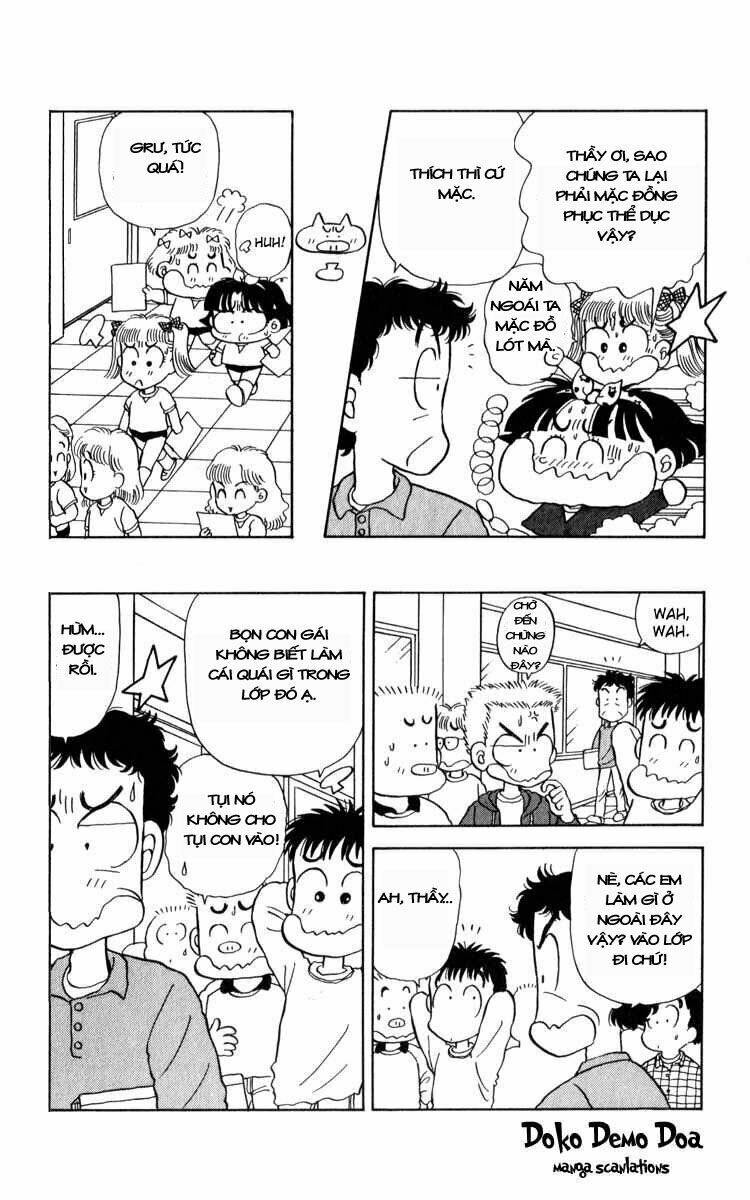 THẦY ƠI, SAO
CHÚNG TA LẠI
PHẢI MẶC ĐỒNG
PHỤC THỂ DỤC
VẬY?
THÍCH THÌ CỨ
MẶC.
NĂM
NGOÁI TA
MẶC ĐỒ
LÓT MÀ.
GRƯ, TỨC
QUÁ!
HUH!
WAH,
WAH.
CHỜ
ĐẾN
CHỪNG
NÀO
ĐÂY?
NÈ, CÁC EM
LÀM GÌ Ở
NGOÀI ĐÂY
VẬY? VÀO LỚP
ĐI CHỨ!
AH, THẦY..
BỌN CON GÁI
KHÔNG BIẾT LÀM
CÁI QUÁI GÌ TRONG
LỚP ĐÓ Ạ.
TỤI NÓ
KHÔNG CHO
TỤI CON VÀO!
HỪM...
ĐƯỢC
RỒI.
DOKO DEMO DOA
MANGA SCANLATIONS